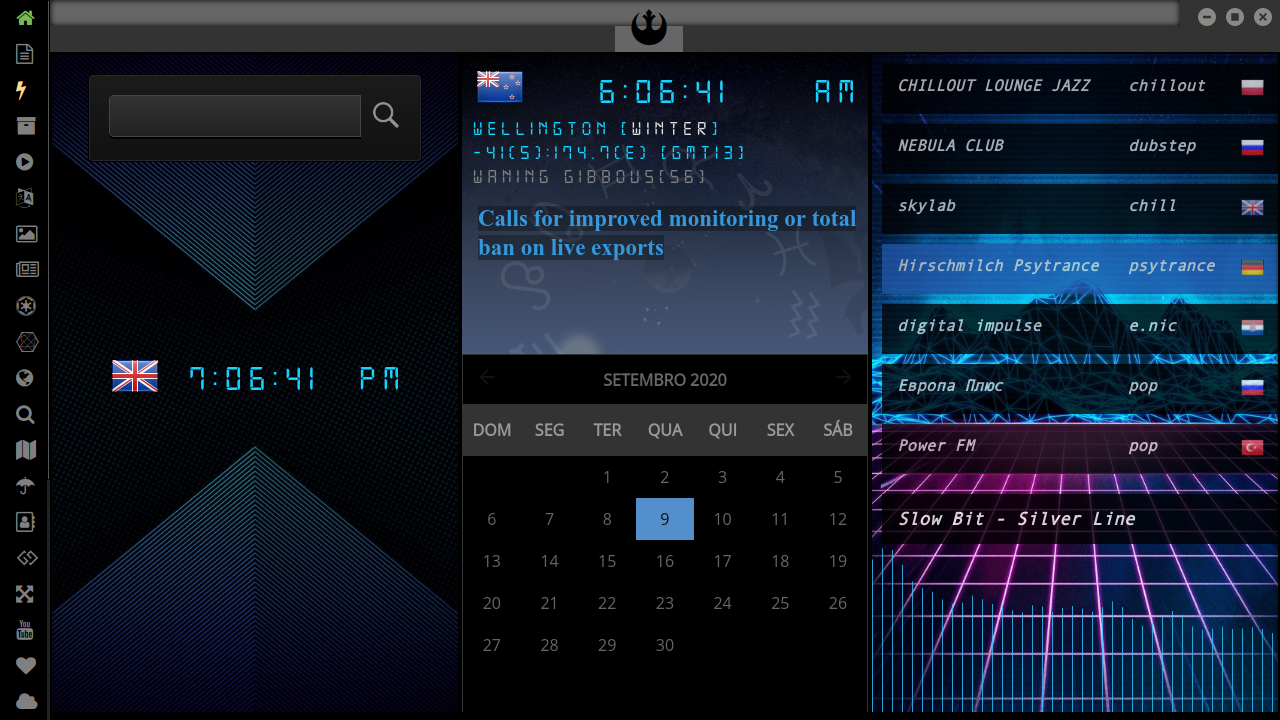 You
Tube
7:06:41 PM
6:06:41 AM
WELLINGTON [WINTER]
-41(S):174.7(E) [GMT13]
WANING GIBBOUS[56]
Calls for improved monitoring or total
ban on live exports
SETEMBRO 2020
DOM SEG TER QUA QUI SEX SÁB
1 2 3 4 5
6 7 8 9 10 11 12
13 14 15 16 17 18 19
20 21 22 23 24 25 26
27 28 29 30
CHILLOUT LOUNGE JAZZ chillout
NEBULA CLUB dubstep
skylab chill
Hirschmilch Psytrance psytrance
digital impulse e.nic
Европа Плюс pop
Power FM pop
Slow Bit - Silver Line